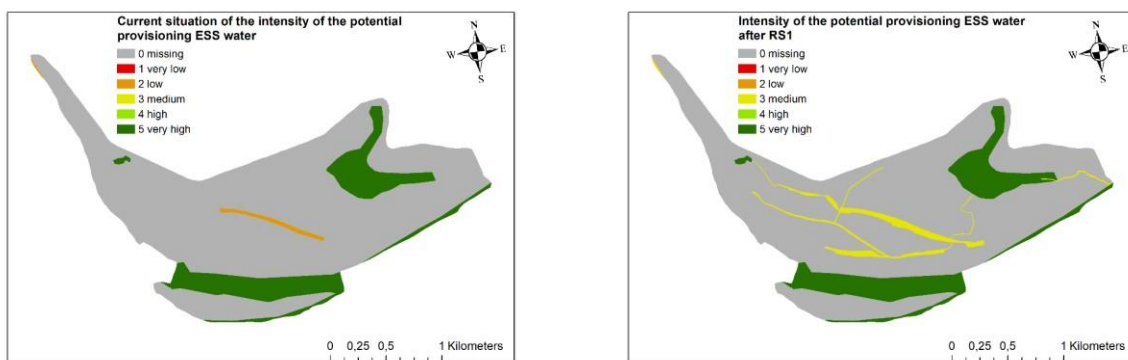 Current situation of the intensity of the potential
provisioning ESS water
0 missing
1 very low
2 low
3 medium
4 high
5 very high
N
W E
S
0 0,25 0,5 1 Kilometers
Intensity of the potential provisioning ESS water
after RS1
0 missing
1 very low
2 low
3 medium
4 high
5 very high
N
W E
S
0 0,25 0,5 1 Kilometers